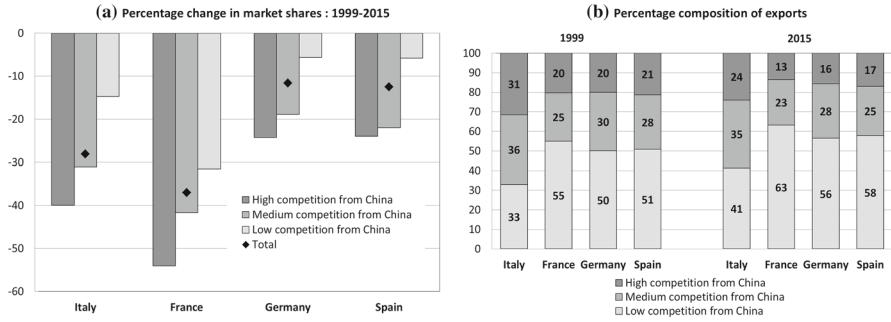 (a) Percentage change in market shares : 1999-2015
0
-10
-20
-30
-40
-50
-60
High competition from China
Medium competition from China
Low competition from China
Total
Italy France Germany Spain
(b) Percentage composition of exports
1999 2015
100
90
80
70
60
50
40
30
20
10
0
31 20 20 21 24 13 16 17
36 25 30 28 35 23 28 25
33 55 50 51 41 63 56 58
Italy France Germany Spain Italy France Germany Spain
High competition from China
Medium competition from China
Low competition from China